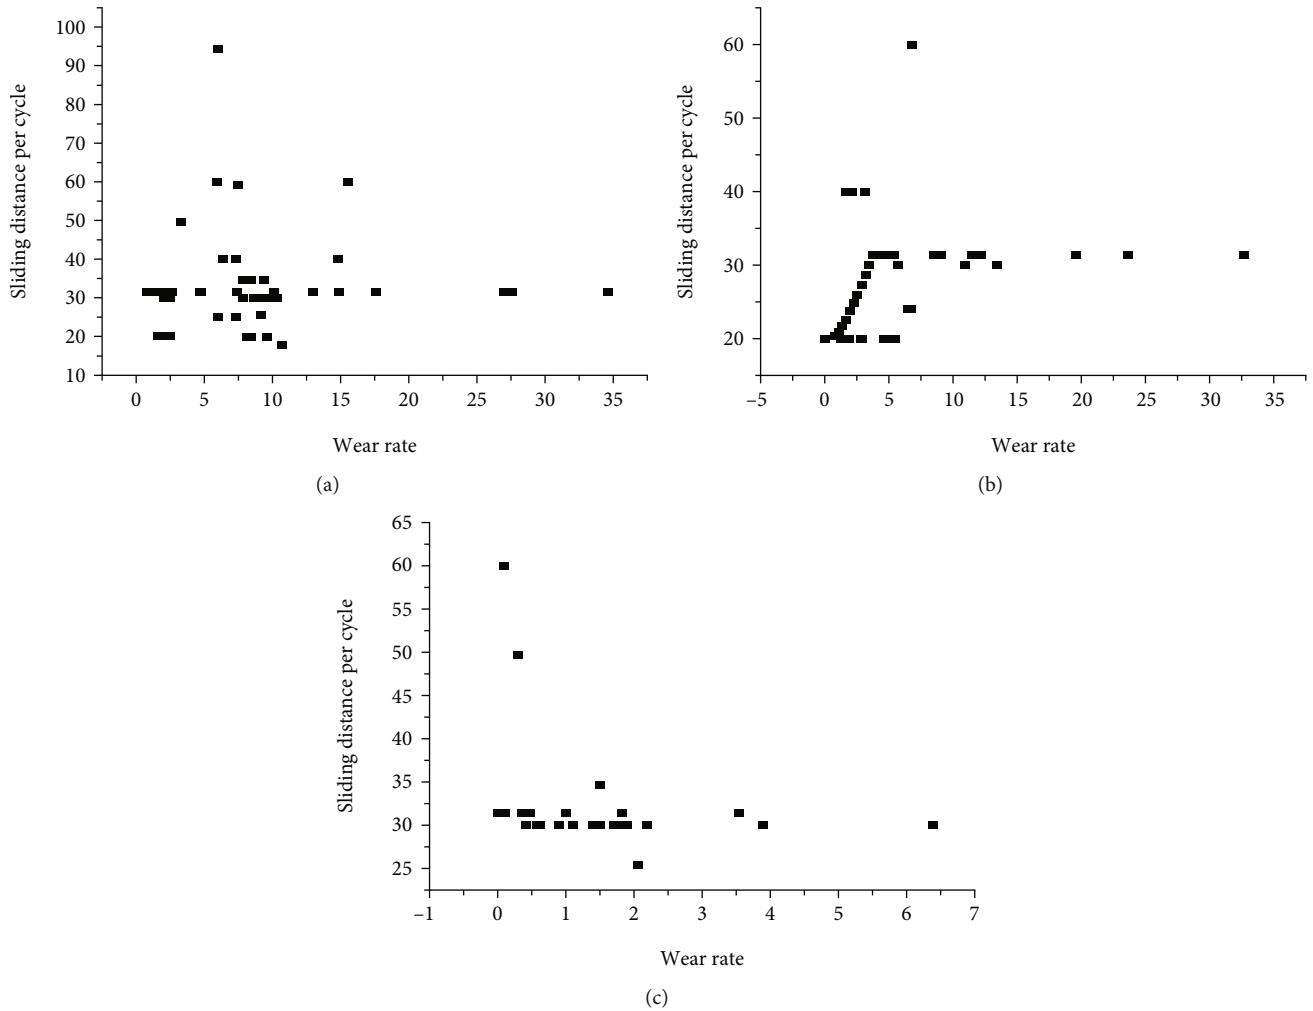 100
90
80
70
60
50
40
30
20
10
Sliding distance per cycle
0 5 10 15 20 25 30 35
Wear rate
(a)
60
50
40
30
20
Sliding distance per cycle
–5 0 5 10 15 20 25 30 35
Wear rate
(b)
65
60
55
50
45
40
35
30
25
Sliding distance per cycle
–1 0 1 2 3 4 5 6 7
Wear rate
(c)